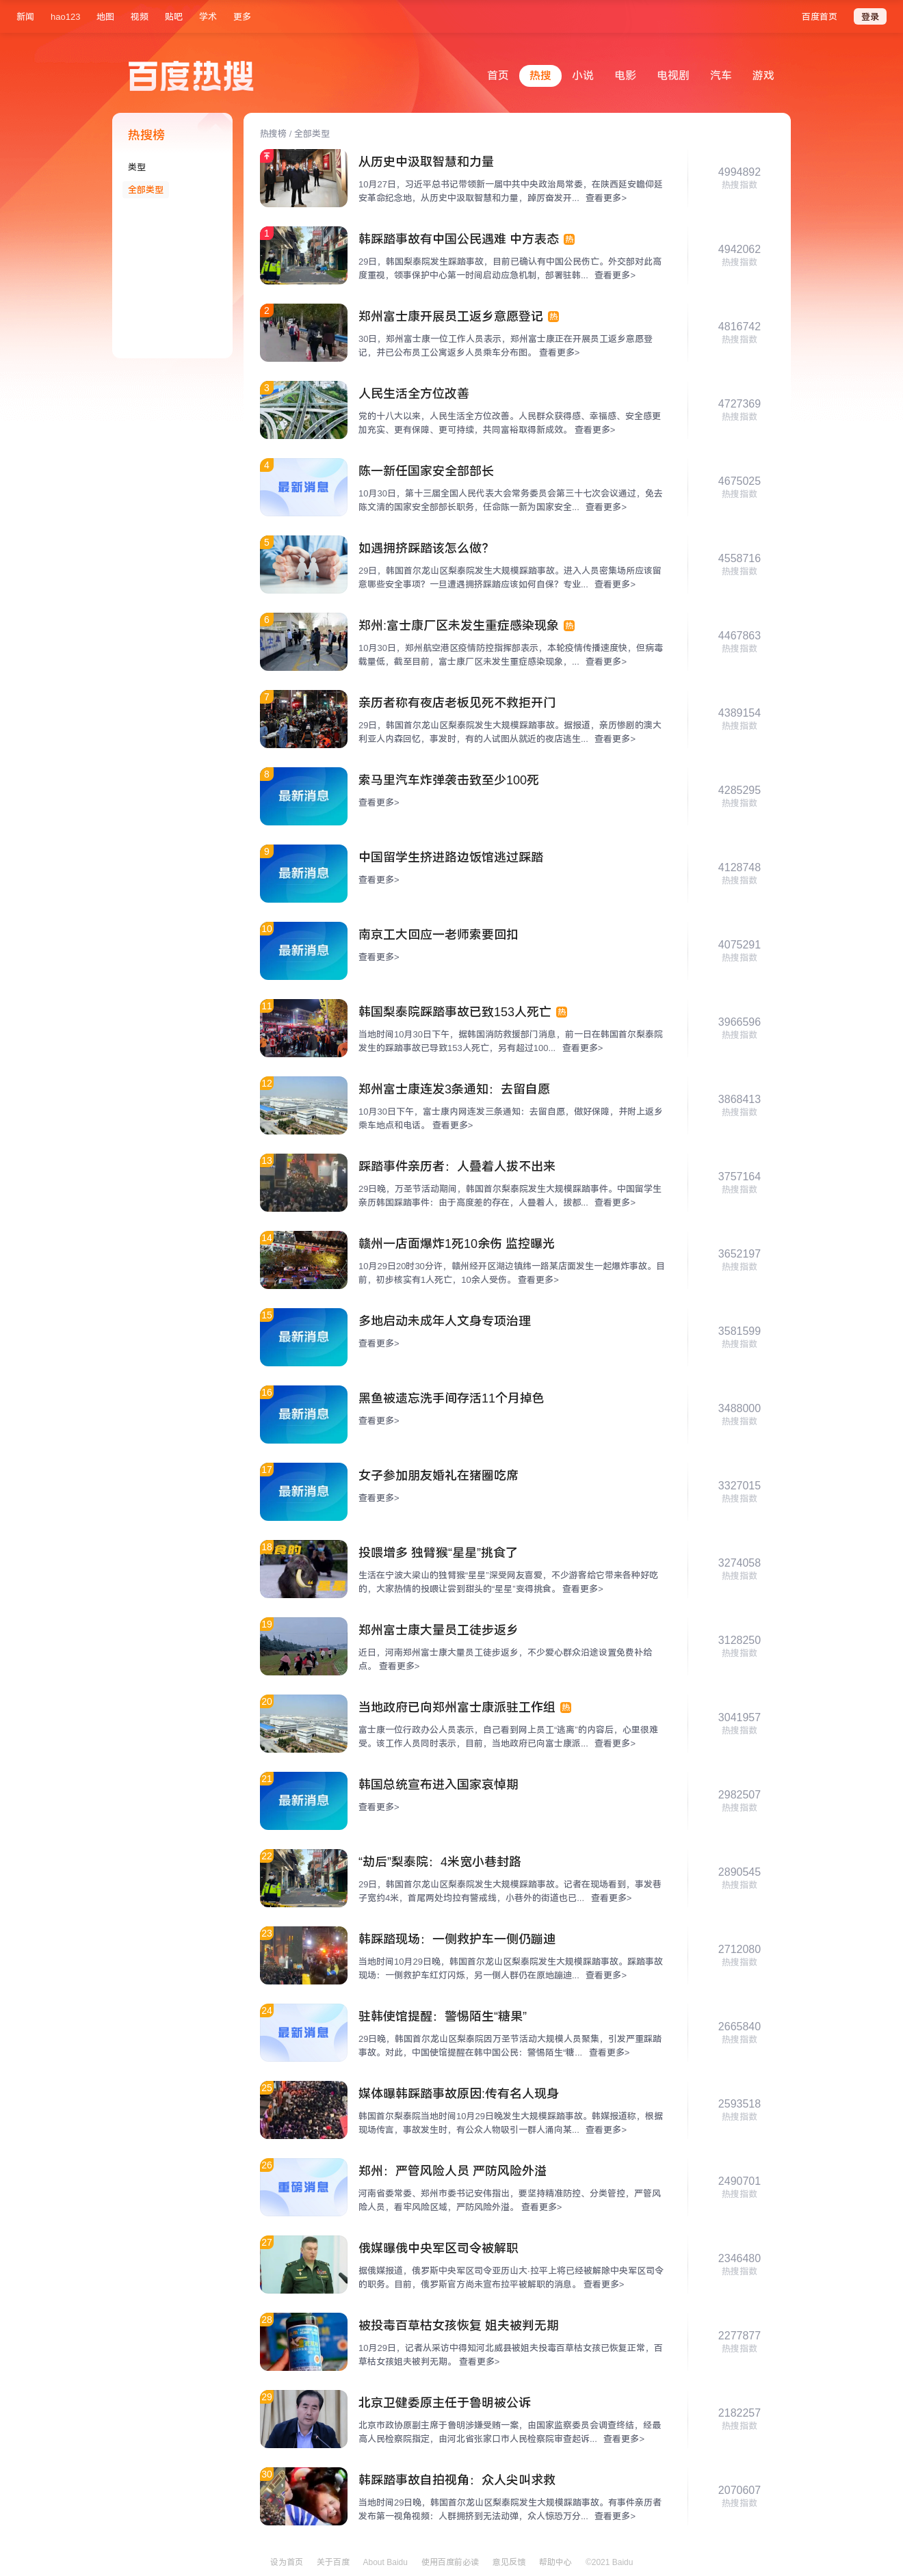 新闻
hao123
地图
视频
贴吧
学术
更多
百度首页
登录
百度热搜
首页
热搜
小说
电影
电视剧
汽车
游戏
热搜榜
类型
全部类型
热搜榜 / 全部类型
从历史中汲取智慧和力量
10月27日，习近平总书记带领新一届中共中央政治局常委，在陕西延安瞻仰延
安革命纪念地，从历史中汲取智慧和力量，踔厉奋发开... 查看更多>
4994892
热搜指数
1
韩踩踏事故有中国公民遇难 中方表态 热
29日，韩国梨泰院发生踩踏事故，目前已确认有中国公民伤亡。外交部对此高
度重视，领事保护中心第一时间启动应急机制，部署驻韩... 查看更多>
4942062
热搜指数
2
郑州富士康开展员工返乡意愿登记 热
30日，郑州富士康一位工作人员表示，郑州富士康正在开展员工返乡意愿登
记，并已公布员工公寓返乡人员乘车分布图。 查看更多>
4816742
热搜指数
3
人民生活全方位改善
党的十八大以来，人民生活全方位改善。人民群众获得感、幸福感、安全感更
加充实、更有保障、更可持续，共同富裕取得新成效。 查看更多>
4727369
热搜指数
4
最新消息
陈一新任国家安全部部长
10月30日，第十三届全国人民代表大会常务委员会第三十七次会议通过，免去
陈文清的国家安全部部长职务，任命陈一新为国家安全... 查看更多>
4675025
热搜指数
5
如遇拥挤踩踏该怎么做？
29日，韩国首尔龙山区梨泰院发生大规模踩踏事故。进入人员密集场所应该留
意哪些安全事项？一旦遭遇拥挤踩踏应该如何自保？专业... 查看更多>
4558716
热搜指数
6
郑州:富士康厂区未发生重症感染现象 热
10月30日，郑州航空港区疫情防控指挥部表示，本轮疫情传播速度快，但病毒
载量低，截至目前，富士康厂区未发生重症感染现象，... 查看更多>
4467863
热搜指数
7
亲历者称有夜店老板见死不救拒开门
29日，韩国首尔龙山区梨泰院发生大规模踩踏事故。据报道，亲历惨剧的澳大
利亚人内森回忆，事发时，有的人试图从就近的夜店逃生... 查看更多>
4389154
热搜指数
8
最新消息
索马里汽车炸弹袭击致至少100死
查看更多>
4285295
热搜指数
9
最新消息
中国留学生挤进路边饭馆逃过踩踏
查看更多>
4128748
热搜指数
10
最新消息
南京工大回应一老师索要回扣
查看更多>
4075291
热搜指数
11
韩国梨泰院踩踏事故已致153人死亡 热
当地时间10月30日下午，据韩国消防救援部门消息，前一日在韩国首尔梨泰院
发生的踩踏事故已导致153人死亡，另有超过100... 查看更多>
3966596
热搜指数
12
郑州富士康连发3条通知：去留自愿
10月30日下午，富士康内网连发三条通知：去留自愿，做好保障，并附上返乡
乘车地点和电话。 查看更多>
3868413
热搜指数
13
踩踏事件亲历者：人叠着人拔不出来
29日晚，万圣节活动期间，韩国首尔梨泰院发生大规模踩踏事件。中国留学生
亲历韩国踩踏事件：由于高度差的存在，人叠着人，拔都... 查看更多>
3757164
热搜指数
14
赣州一店面爆炸1死10余伤 监控曝光
10月29日20时30分许，赣州经开区湖边镇纬一路某店面发生一起爆炸事故。目
前，初步核实有1人死亡，10余人受伤。 查看更多>
3652197
热搜指数
15
最新消息
多地启动未成年人文身专项治理
查看更多>
3581599
热搜指数
16
最新消息
黑鱼被遗忘洗手间存活11个月掉色
查看更多>
3488000
热搜指数
17
最新消息
女子参加朋友婚礼在猪圈吃席
查看更多>
3327015
热搜指数
18
投喂增多 独臂猴“星星”挑食了
生活在宁波大梁山的独臂猴“星星”深受网友喜爱，不少游客给它带来各种好吃
的，大家热情的投喂让尝到甜头的“星星”变得挑食。 查看更多>
3274058
热搜指数
19
郑州富士康大量员工徒步返乡
近日，河南郑州富士康大量员工徒步返乡，不少爱心群众沿途设置免费补给
点。 查看更多>
3128250
热搜指数
20
当地政府已向郑州富士康派驻工作组 热
富士康一位行政办公人员表示，自己看到网上员工“逃离”的内容后，心里很难
受。该工作人员同时表示，目前，当地政府已向富士康派... 查看更多>
3041957
热搜指数
21
最新消息
韩国总统宣布进入国家哀悼期
查看更多>
2982507
热搜指数
22
“劫后”梨泰院：4米宽小巷封路
29日，韩国首尔龙山区梨泰院发生大规模踩踏事故。记者在现场看到，事发巷
子宽约4米，首尾两处均拉有警戒线，小巷外的街道也已... 查看更多>
2890545
热搜指数
23
韩踩踏现场：一侧救护车一侧仍蹦迪
当地时间10月29日晚，韩国首尔龙山区梨泰院发生大规模踩踏事故。踩踏事故
现场：一侧救护车红灯闪烁，另一侧人群仍在原地蹦迪... 查看更多>
2712080
热搜指数
24
最新消息
驻韩使馆提醒：警惕陌生“糖果”
29日晚，韩国首尔龙山区梨泰院因万圣节活动大规模人员聚集，引发严重踩踏
事故。对此，中国使馆提醒在韩中国公民：警惕陌生“糖... 查看更多>
2665840
热搜指数
25
媒体曝韩踩踏事故原因:传有名人现身
韩国首尔梨泰院当地时间10月29日晚发生大规模踩踏事故。韩媒报道称，根据
现场传言，事故发生时，有公众人物吸引一群人涌向某... 查看更多>
2593518
热搜指数
26
重磅消息
郑州：严管风险人员 严防风险外溢
河南省委常委、郑州市委书记安伟指出，要坚持精准防控、分类管控，严管风
险人员，看牢风险区域，严防风险外溢。 查看更多>
2490701
热搜指数
27
俄媒曝俄中央军区司令被解职
据俄媒报道，俄罗斯中央军区司令亚历山大·拉平上将已经被解除中央军区司令
的职务。目前，俄罗斯官方尚未宣布拉平被解职的消息。 查看更多>
2346480
热搜指数
28
被投毒百草枯女孩恢复 姐夫被判无期
10月29日，记者从采访中得知河北威县被姐夫投毒百草枯女孩已恢复正常，百
草枯女孩姐夫被判无期。 查看更多>
2277877
热搜指数
29
北京卫健委原主任于鲁明被公诉
北京市政协原副主席于鲁明涉嫌受贿一案，由国家监察委员会调查终结，经最
高人民检察院指定，由河北省张家口市人民检察院审查起诉... 查看更多>
2182257
热搜指数
30
韩踩踏事故自拍视角：众人尖叫求救
当地时间29日晚，韩国首尔龙山区梨泰院发生大规模踩踏事故。有事件亲历者
发布第一视角视频：人群拥挤到无法动弹，众人惊恐万分... 查看更多>
2070607
热搜指数
设为首页
关于百度
About Baidu
使用百度前必读
意见反馈
帮助中心
©2021 Baidu